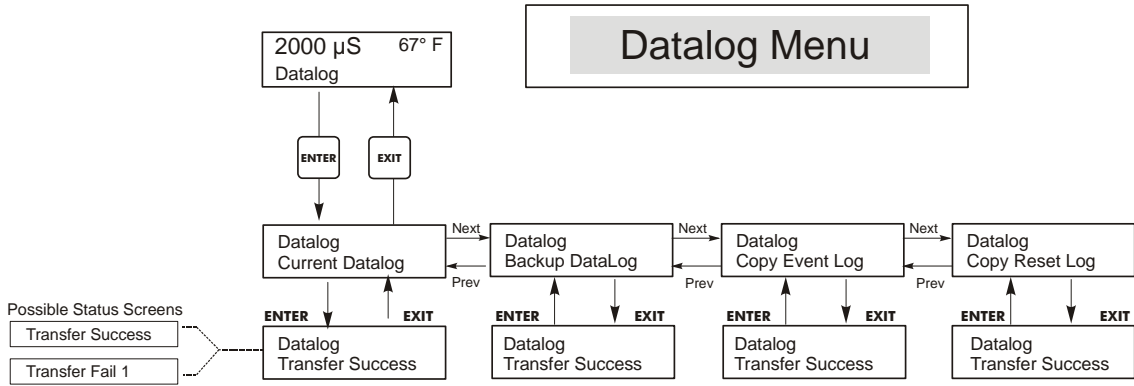 Datalog Menu
2000 µS 67° F
Datalog
ENTER EXIT
Datalog
Current Datalog
Next
Prev
Datalog
Backup DataLog
Next
Prev
Datalog
Copy Event Log
Next
Prev
Datalog
Copy Reset Log
Possible Status Screens
Transfer Success
Transfer Fail 1
ENTER EXIT
Datalog
Transfer Success
ENTER EXIT
Datalog
Transfer Success
ENTER EXIT
Datalog
Transfer Success
ENTER EXIT
Datalog
Transfer Success